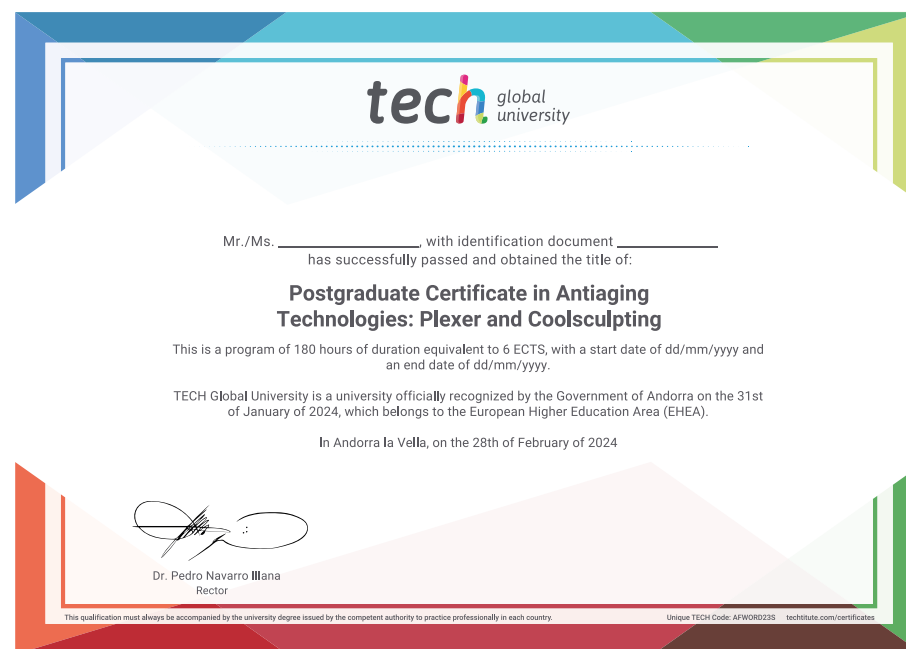 tech global university
Mr./Ms. ____________________, with identification document ______________
has successfully passed and obtained the title of:
Postgraduate Certificate in Antiaging
Technologies: Plexer and Coolsculpting
This is a program of 180 hours of duration equivalent to 6 ECTS, with a start date of dd/mm/yyyy and
an end date of dd/mm/yyyy.
TECH Global University is a university officially recognized by the Government of Andorra on the 31st
of January of 2024, which belongs to the European Higher Education Area (EHEA).
In Andorra la Vella, on the 28th of February of 2024
Dr. Pedro Navarro Illana
Rector
This qualification must always be accompanied by the university degree issued by the competent authority to practice professionally in each country.
Unique TECH Code: AFWORD23S techtitute.com/certificates